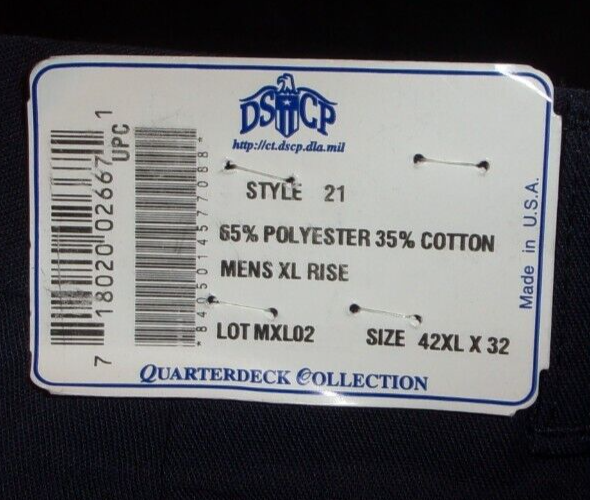 DSCP
http://ct.dscp.dla.mil
STYLE 21
65% POLYESTER 35% COTTON
MENS XL RISE
LOT MXL02
SIZE 42XL X 32
QUARTERDECK COLLECTION
Made in U.S.A.
UPC
7 18020 02667 1
*8405014577088*